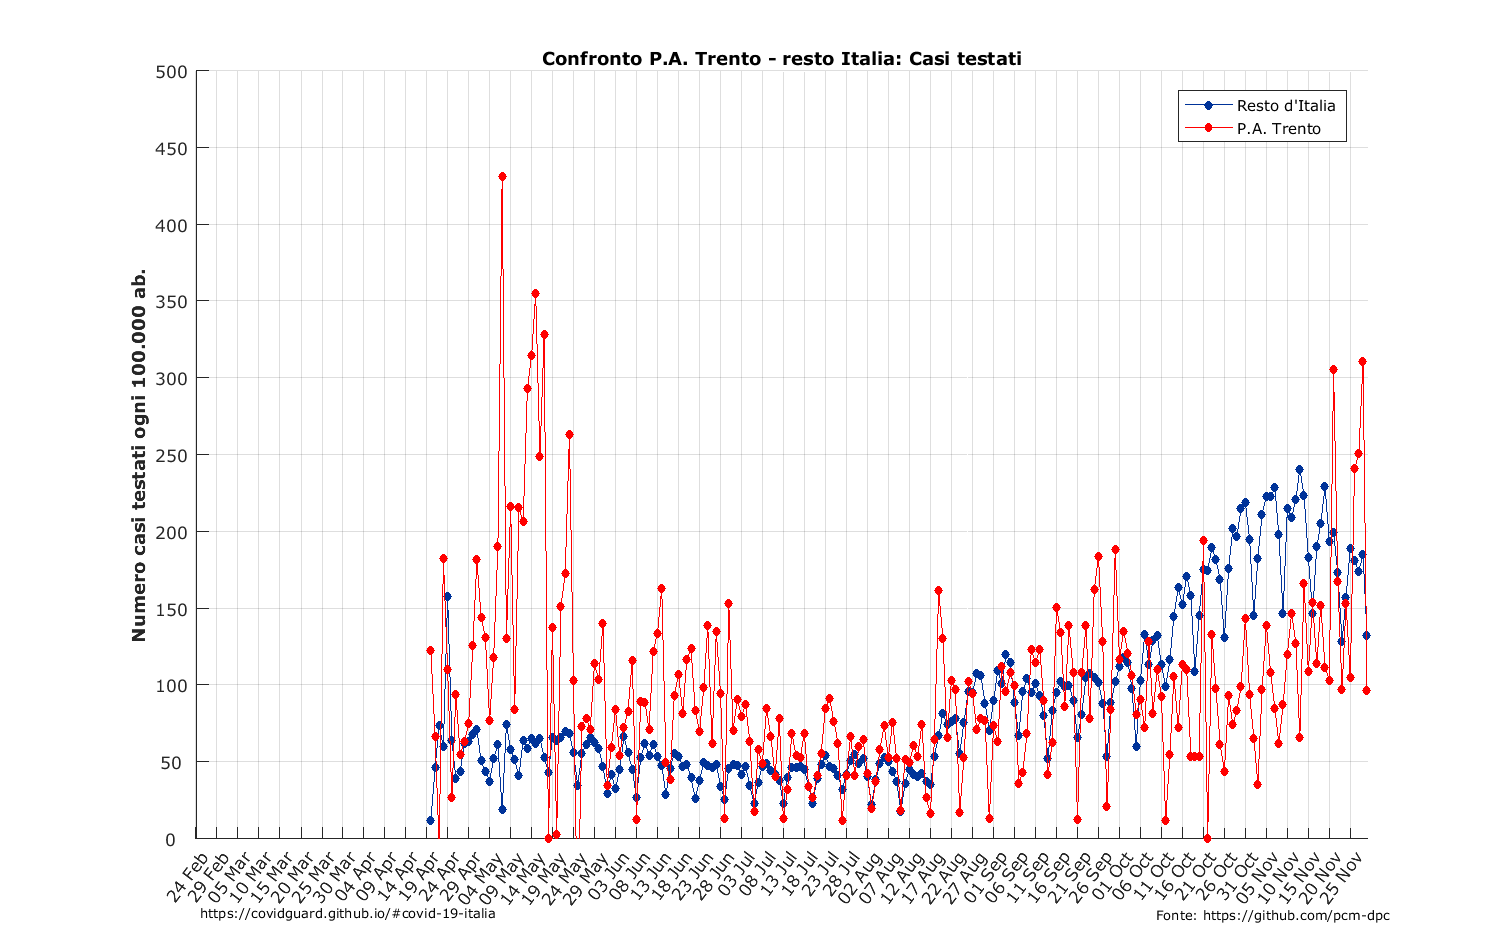 Confronto P.A. Trento - resto Italia: Casi testati
Resto d'Italia
P.A. Trento
Numero casi testati ogni 100.000 ab.
500
450
400
350
300
250
200
150
100
50
0
24 Feb
29 Feb
05 Mar
10 Mar
15 Mar
20 Mar
25 Mar
30 Mar
04 Apr
09 Apr
14 Apr
19 Apr
24 Apr
29 Apr
04 May
09 May
14 May
19 May
24 May
29 May
03 Jun
08 Jun
13 Jun
18 Jun
23 Jun
28 Jun
03 Jul
08 Jul
13 Jul
18 Jul
23 Jul
28 Jul
02 Aug
07 Aug
12 Aug
17 Aug
22 Aug
27 Aug
01 Sep
06 Sep
11 Sep
16 Sep
21 Sep
26 Sep
01 Oct
06 Oct
11 Oct
16 Oct
21 Oct
26 Oct
31 Oct
05 Nov
10 Nov
15 Nov
20 Nov
25 Nov
https://covidguard.github.io/#covid-19-italia
Fonte: https://github.com/pcm-dpc